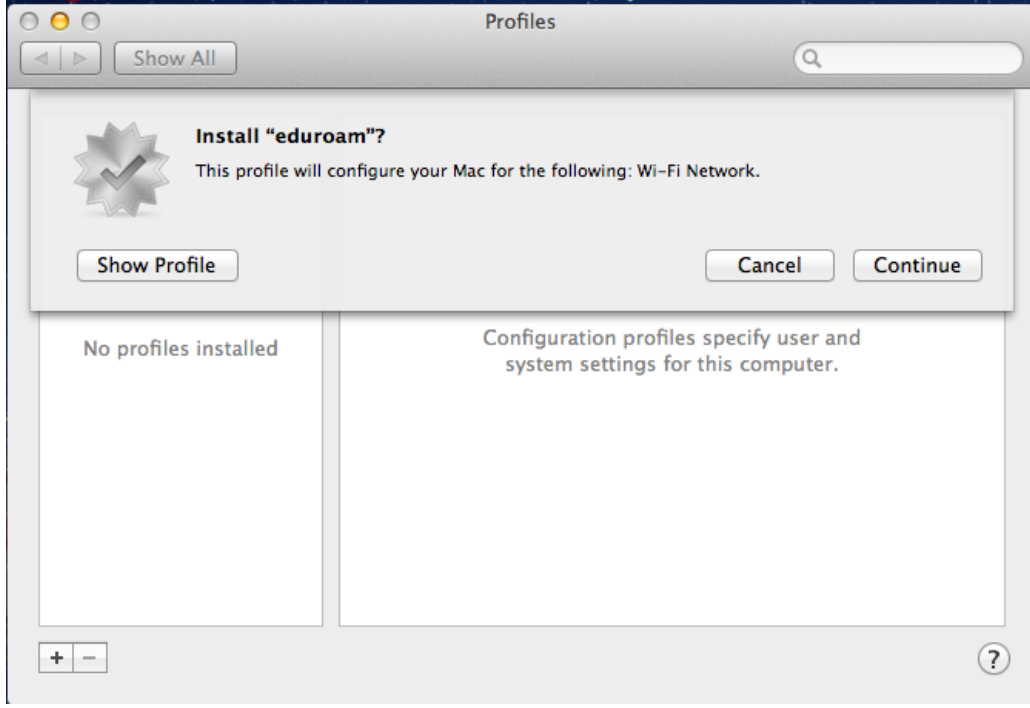 Profiles
Show All
Install “eduroam”?
This profile will configure your Mac for the following: Wi-Fi Network.
Show Profile
Cancel
Continue
No profiles installed
Configuration profiles specify user and
system settings for this computer.
+ −
?